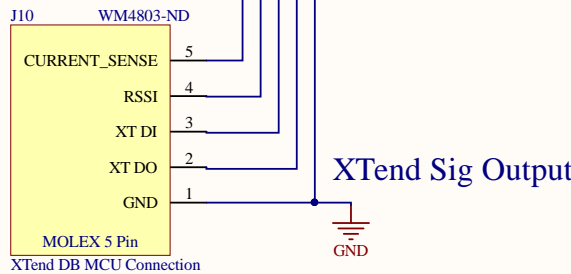 J10 WM4803-ND
CURRENT_SENSE 5
RSSI 4
XT DI 3
XT DO 2
GND 1
XTend Sig Output
GND
MOLEX 5 Pin
XTend DB MCU Connection